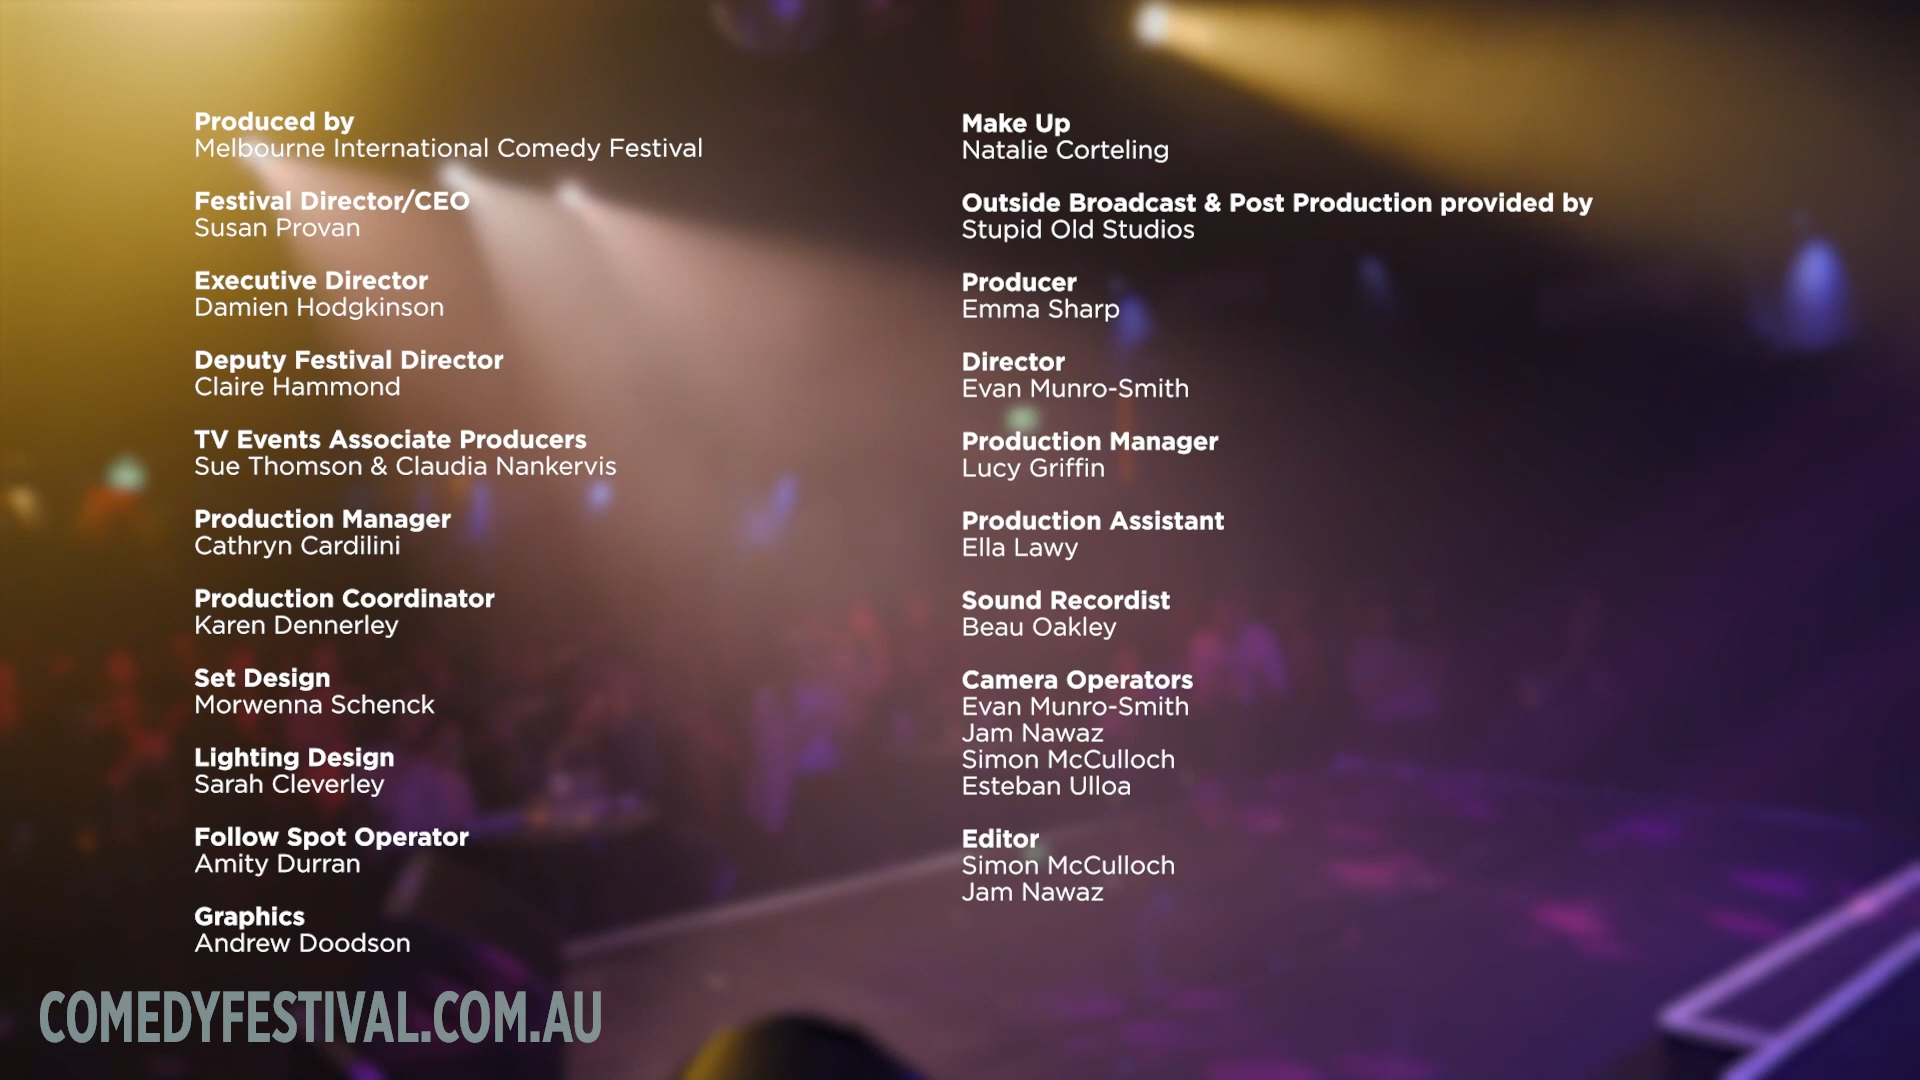 Produced by
Melbourne International Comedy Festival
Festival Director/CEO
Susan Provan
Executive Director
Damien Hodgkinson
Deputy Festival Director
Claire Hammond
TV Events Associate Producers
Sue Thomson & Claudia Nankervis
Production Manager
Cathryn Cardilini
Production Coordinator
Karen Dennerley
Set Design
Morwenna Schenck
Lighting Design
Sarah Cleverley
Follow Spot Operator
Amity Durran
Graphics
Andrew Doodson
Make Up
Natalie Corteling
Outside Broadcast & Post Production provided by
Stupid Old Studios
Producer
Emma Sharp
Director
Evan Munro-Smith
Production Manager
Lucy Griffin
Production Assistant
Ella Lawy
Sound Recordist
Beau Oakley
Camera Operators
Evan Munro-Smith
Jam Nawaz
Simon McCulloch
Esteban Ulloa
Editor
Simon McCulloch
Jam Nawaz
COMEDYFESTIVAL.COM.AU